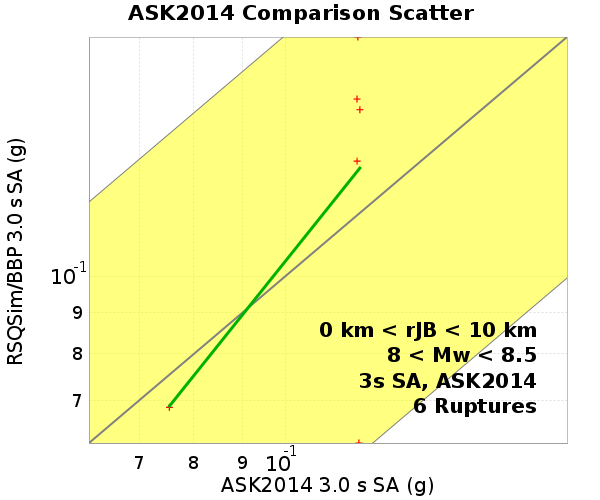 ASK2014 Comparison Scatter
RSQSim/BBP 3.0 s SA (g)
10-1
9
8
7
0 km < rJB < 10 km
8 < Mw < 8.5
3s SA, ASK2014
6 Ruptures
7 8 9 10-1
ASK2014 3.0 s SA (g)